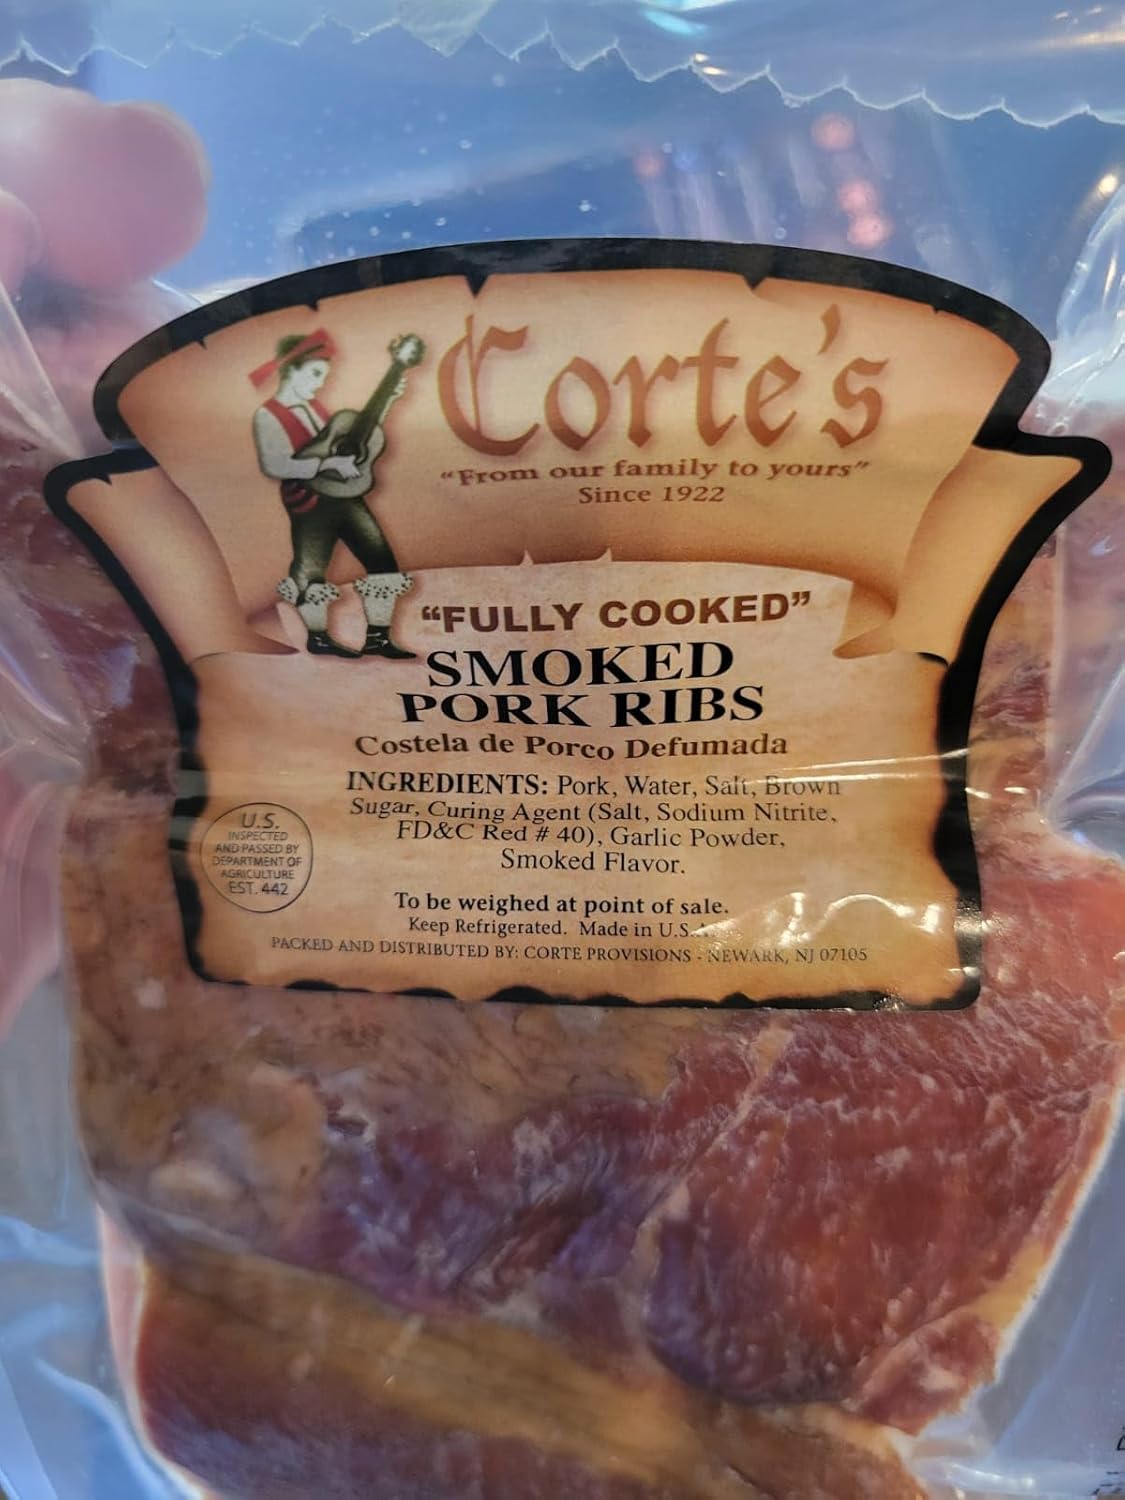 Corte's
"From our family to yours"
Since 1922
"FULLY COOKED"
SMOKED
PORK RIBS
Costela de Porco Defumada
INGREDIENTS: Pork, Water, Salt, Brown
Sugar, Curing Agent (Salt, Sodium Nitrite,
FD&C Red # 40), Garlic Powder,
Smoked Flavor.
U.S.
INSPECTED
AND PASSED BY
DEPARTMENT OF
AGRICULTURE
EST. 442
To be weighed at point of sale.
Keep Refrigerated. Made in U.S.A.
PACKED AND DISTRIBUTED BY: CORTE PROVISIONS - NEWARK, NJ 07105